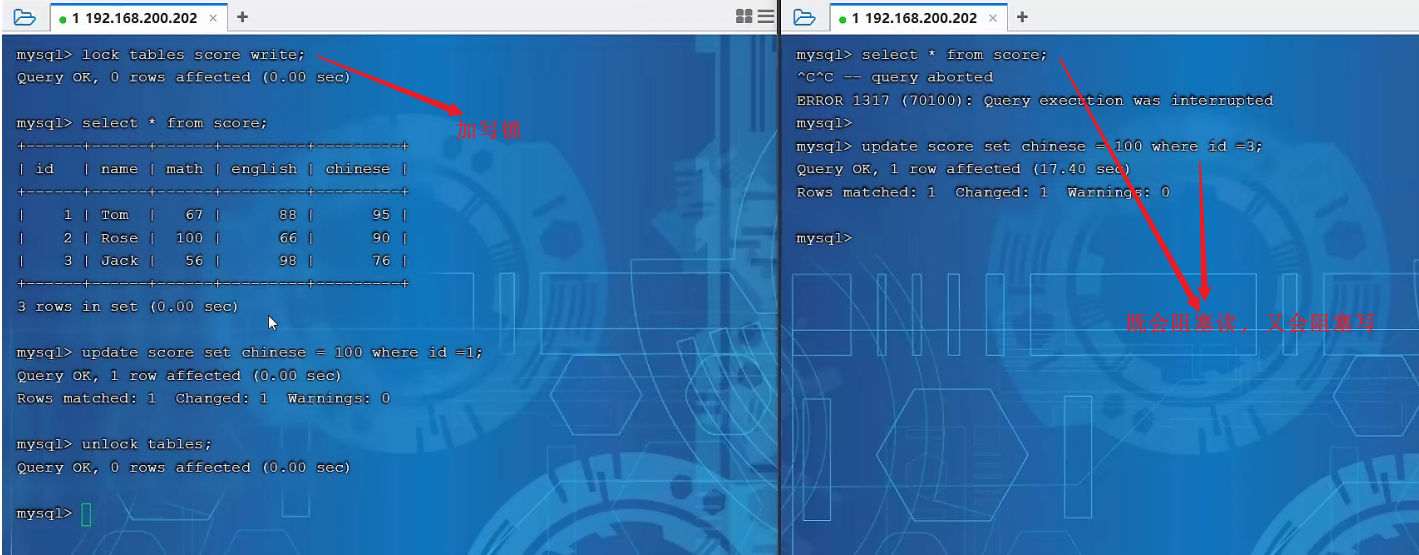 1 192.168.200.202 × +
mysql> lock tables score write;
Query OK, 0 rows affected (0.00 sec)
加写锁
mysql> select * from score;
+------+------+------+---------+---------+
| id   | name | math | english | chinese |
+------+------+------+---------+---------+
|    1 | Tom  |   67 |      88 |      95 |
|    2 | Rose |  100 |      66 |      90 |
|    3 | Jack |   56 |      98 |      76 |
+------+------+------+---------+---------+
3 rows in set (0.00 sec)
mysql> update score set chinese = 100 where id =1;
Query OK, 1 row affected (0.00 sec)
Rows matched: 1  Changed: 1  Warnings: 0
mysql> unlock tables;
Query OK, 0 rows affected (0.00 sec)
mysql>
1 192.168.200.202 × +
mysql> select * from score;
^C^C -- query aborted
ERROR 1317 (70100): Query execution was interrupted
mysql>
mysql> update score set chinese = 100 where id =3;
Query OK, 1 row affected (17.40 sec)
Rows matched: 1  Changed: 1  Warnings: 0
mysql>
既会阻塞读，又会阻塞写